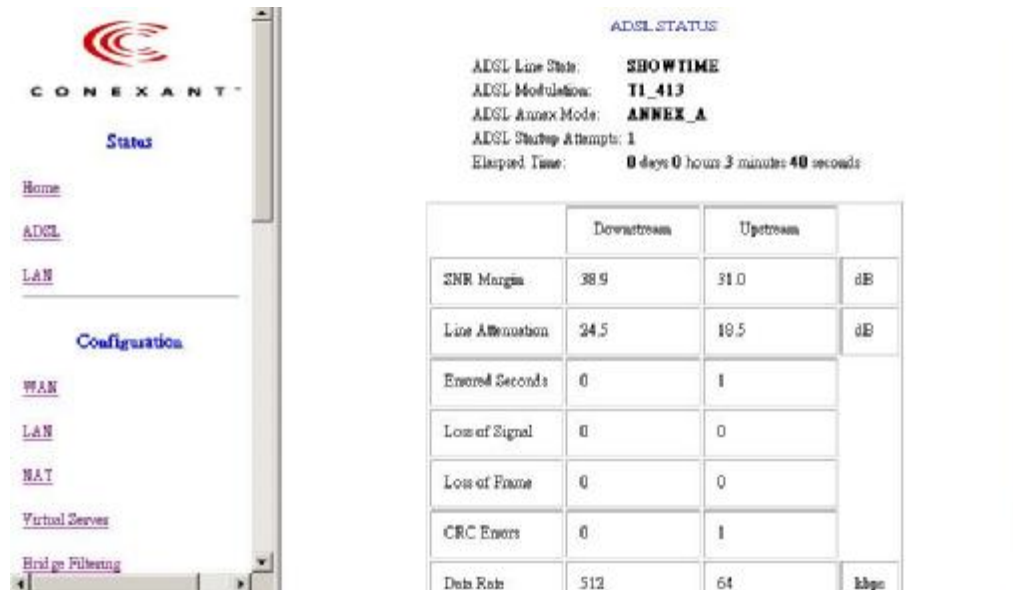 CONEXANT
Status
Home
ADSL
LAN
Configuration
WAN
LAN
NAT
Virtual Server
Bridge Filtering
ADSL STATUS
ADSL Line State: SHOWTIME
ADSL Modulation: T1_413
ADSL Annex Mode: ANNEX_A
ADSL Startup Attempts: 1
Elapsed Time: 0 days 0 hours 3 minutes 40 seconds
Downstream Upstream
SNR Margin 38.9 31.0 dB
Line Attenuation 24.5 18.5 dB
Errored Seconds 0 1
Loss of Signal 0 0
Loss of Frame 0 0
CRC Errors 0 1
Data Rate 512 64 kbps